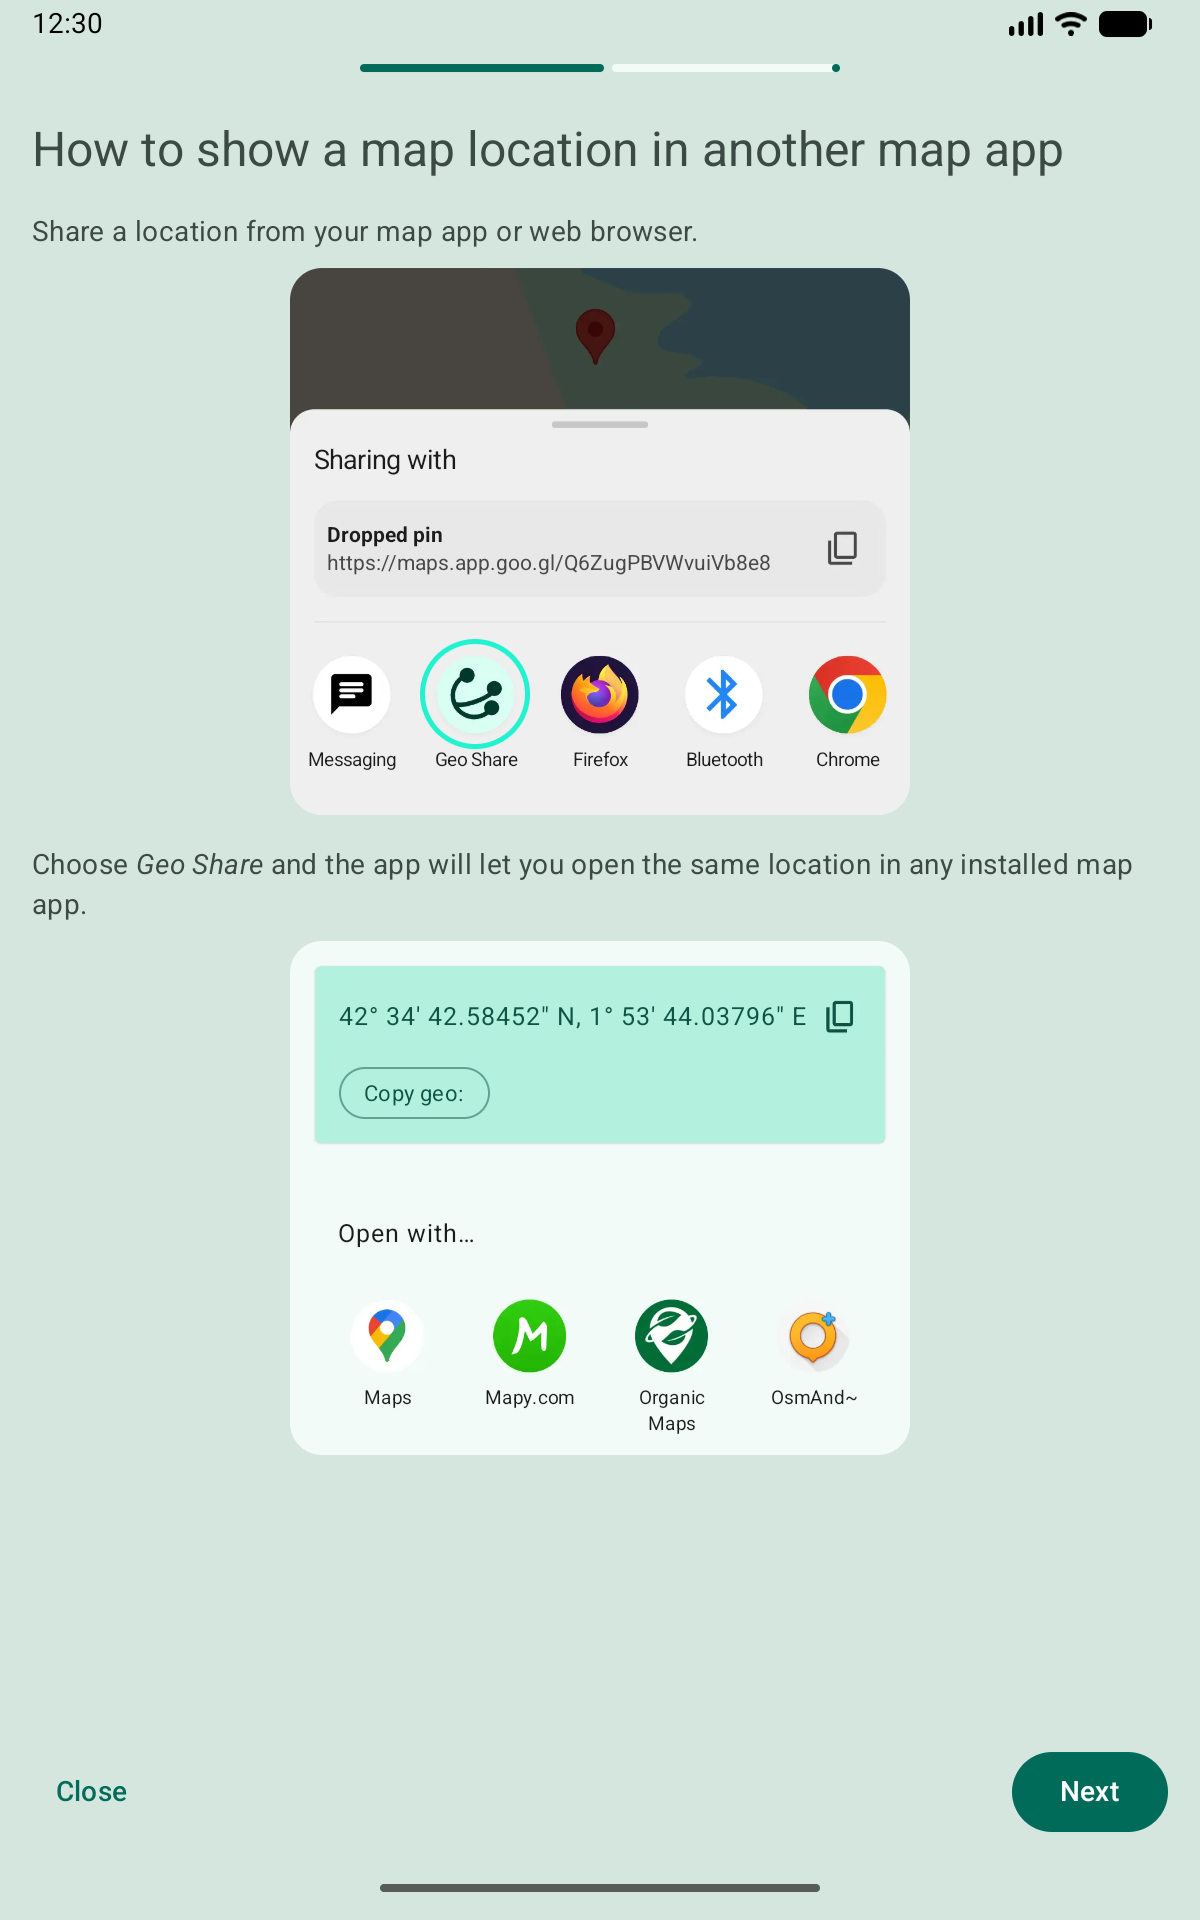 12:30
How to show a map location in another map app
Share a location from your map app or web browser.
Sharing with
Dropped pin
https://maps.app.goo.gl/Q6ZugPBVWvuiVb8e8
Messaging
Geo Share
Firefox
Bluetooth
Chrome
Choose Geo Share and the app will let you open the same location in any installed map
app.
42° 34' 42.58452" N, 1° 53' 44.03796" E
Copy geo:
Open with…
Maps
Mapy.com
Organic
Maps
OsmAnd~
Close
Next